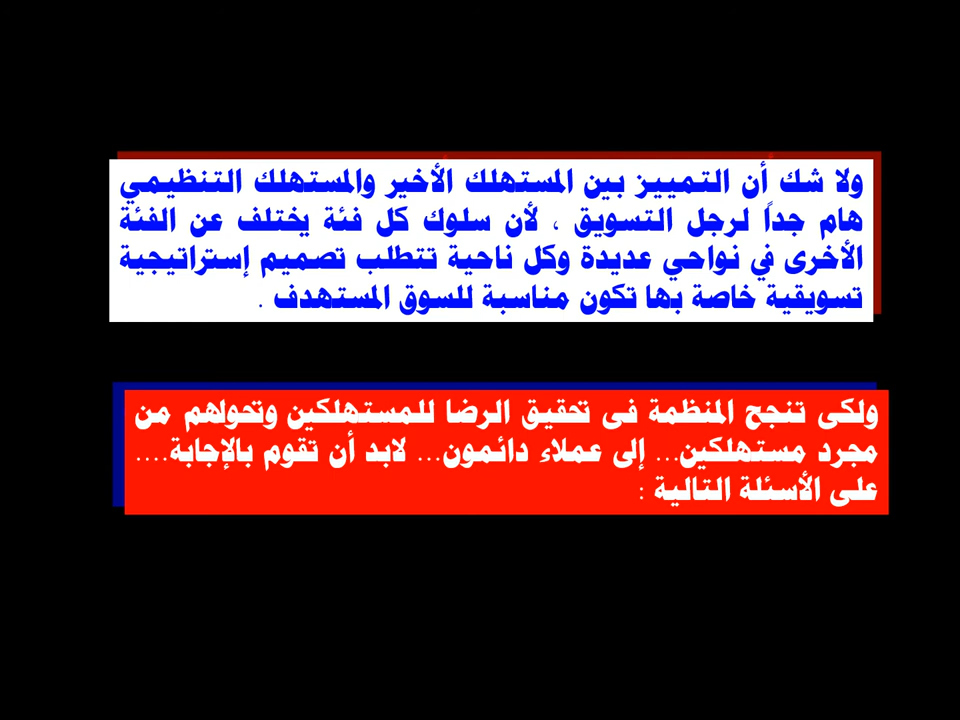 ولا شك أن التمييز بين المستهلك الأخير والمستهلك التنظيمي
هام جداً لرجل التسويق ، لأن سلوك كل فئة يختلف عن الفئة
الأخرى في نواحي عديدة وكل ناحية تتطلب تصميم إستراتيجية
تسويقية خاصة بها تكون مناسبة للسوق المستهدف .
ولكى تنجح المنظمة فى تحقيق الرضا للمستهلكين وتحولهم من
مجرد مستهلكين... إلى عملاء دائمون... لابد أن تقوم بالإجابة....
على الأسئلة التالية :